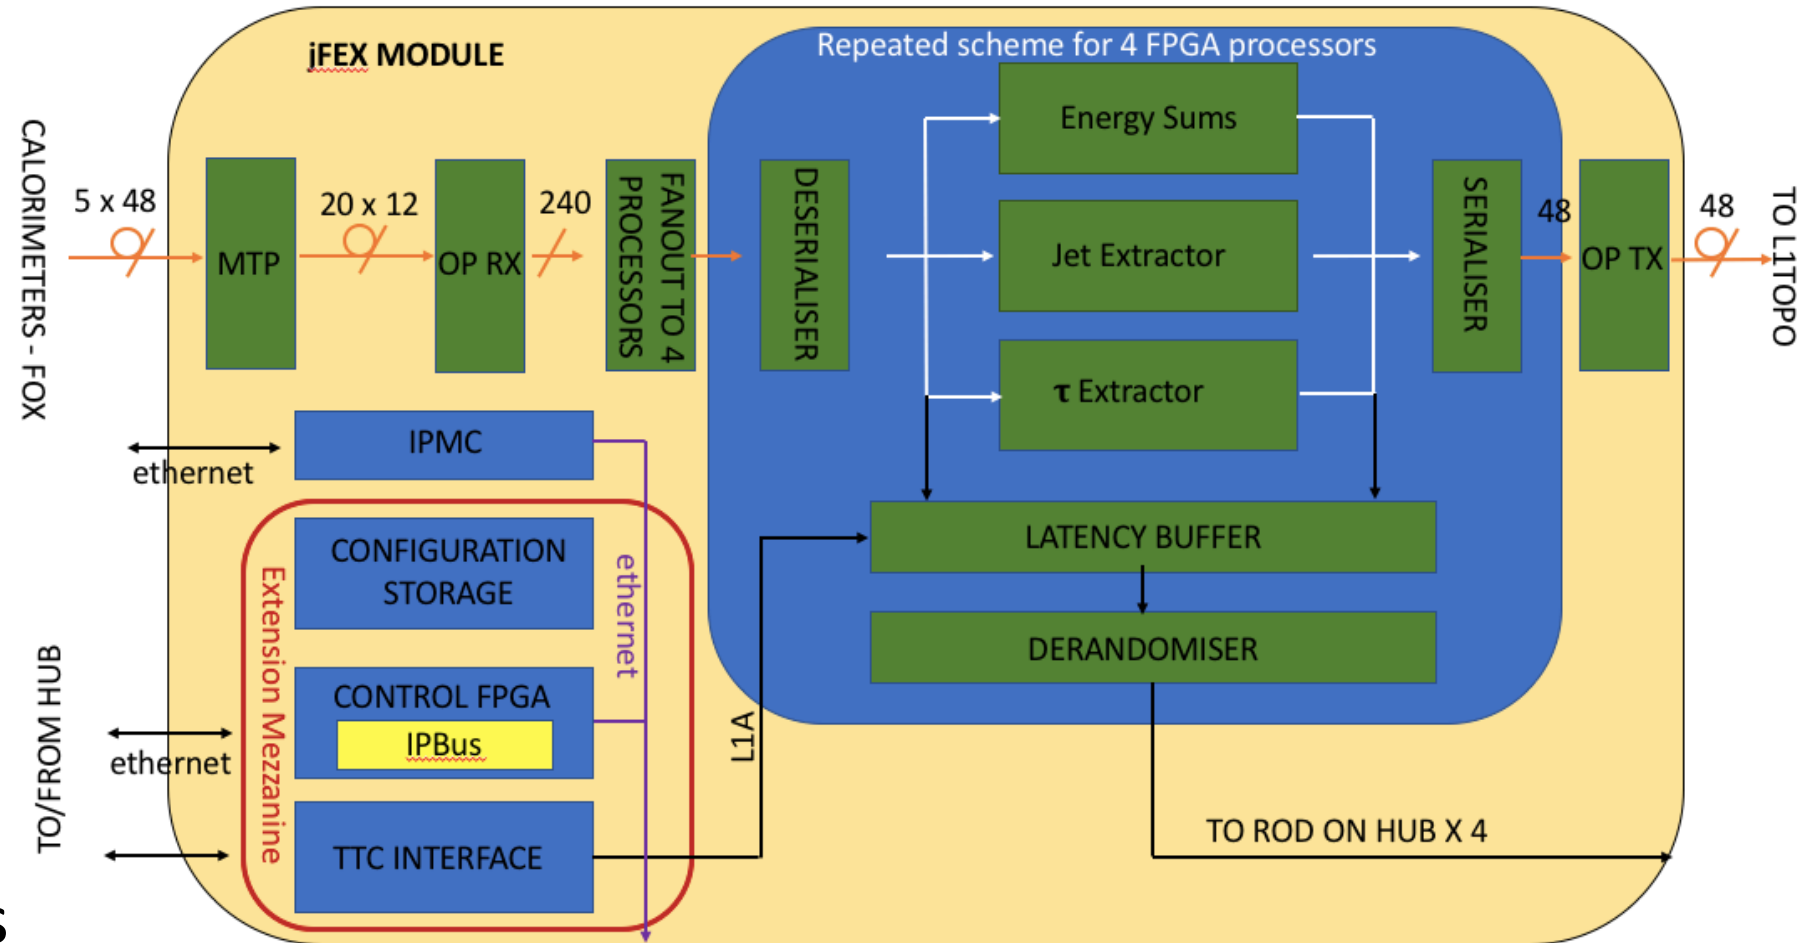 jFEX MODULE
Repeated scheme for 4 FPGA processors
CALORIMETERS - FOX
5 x 48
MTP
20 x 12
OP RX
240
FANOUT TO 4
PROCESSORS
DESERIALISER
Energy Sums
Jet Extractor
τ Extractor
SERIALISER
48
OP TX
48
TO L1TOPO
IPMC
ethernet
CONFIGURATION
STORAGE
ethernet
Extension Mezzanine
LATENCY BUFFER
DERANDOMISER
TO/FROM HUB
CONTROL FPGA
IPBus
ethernet
L1A
TTC INTERFACE
TO ROD ON HUB X 4
s